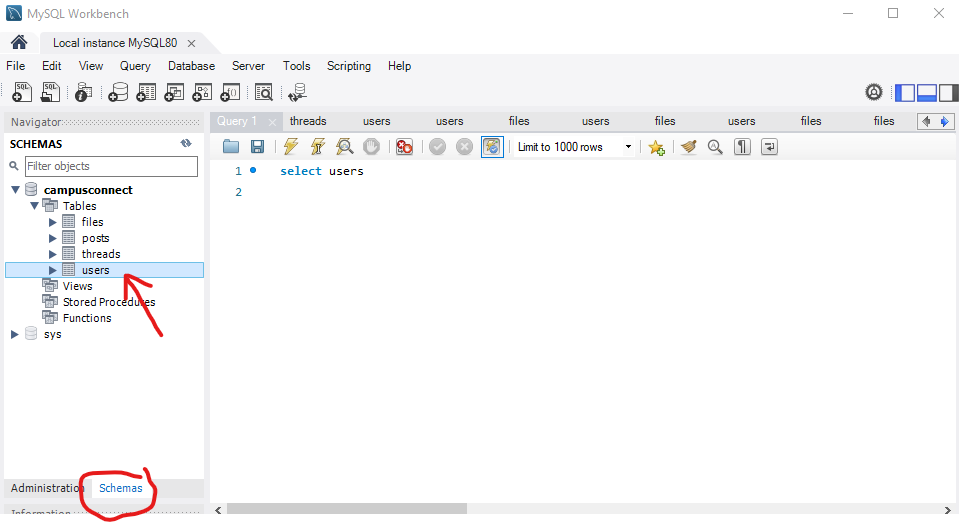 MySQL Workbench
Local instance MySQL80
File Edit View Query Database Server Tools Scripting Help
SQL SQL
Navigator
Query 1 threads users users files users files users files files
SCHEMAS
Filter objects
Limit to 1000 rows
campusconnect
Tables
files
posts
threads
users
Views
Stored Procedures
Functions
sys
1 select users
2
Administration Schemas
Information